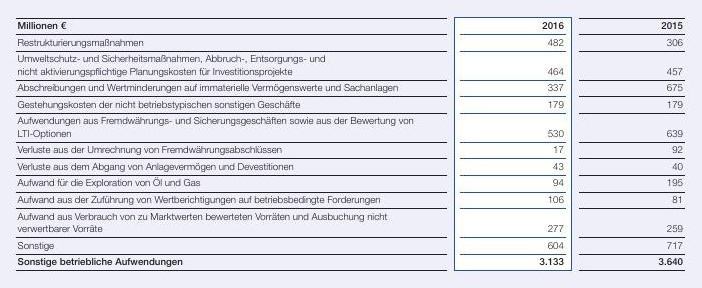 Millionen € 2016 2015
Restrukturierungsmaßnahmen 482 306
Umweltschutz- und Sicherheitsmaßnahmen, Abbruch-, Entsorgungs- und
nicht aktivierungspflichtige Planungskosten für Investitionsprojekte 464 457
Abschreibungen und Wertminderungen auf immaterielle Vermögenswerte und Sachanlagen 337 675
Gestehungskosten der nicht betriebstypischen sonstigen Geschäfte 179 179
Aufwendungen aus Fremdwährungs- und Sicherungsgeschäften sowie aus der Bewertung von
LTI-Optionen 530 639
Verluste aus der Umrechnung von Fremdwährungsabschlüssen 17 92
Verluste aus dem Abgang von Anlagevermögen und Devestitionen 43 40
Aufwand für die Exploration von Öl und Gas 94 195
Aufwand aus der Zuführung von Wertberichtigungen auf betriebsbedingte Forderungen 106 81
Aufwand aus Verbrauch von zu Marktwerten bewerteten Vorräten und Ausbuchung nicht
verwertbarer Vorräte 277 259
Sonstige 604 717
Sonstige betriebliche Aufwendungen 3.133 3.640